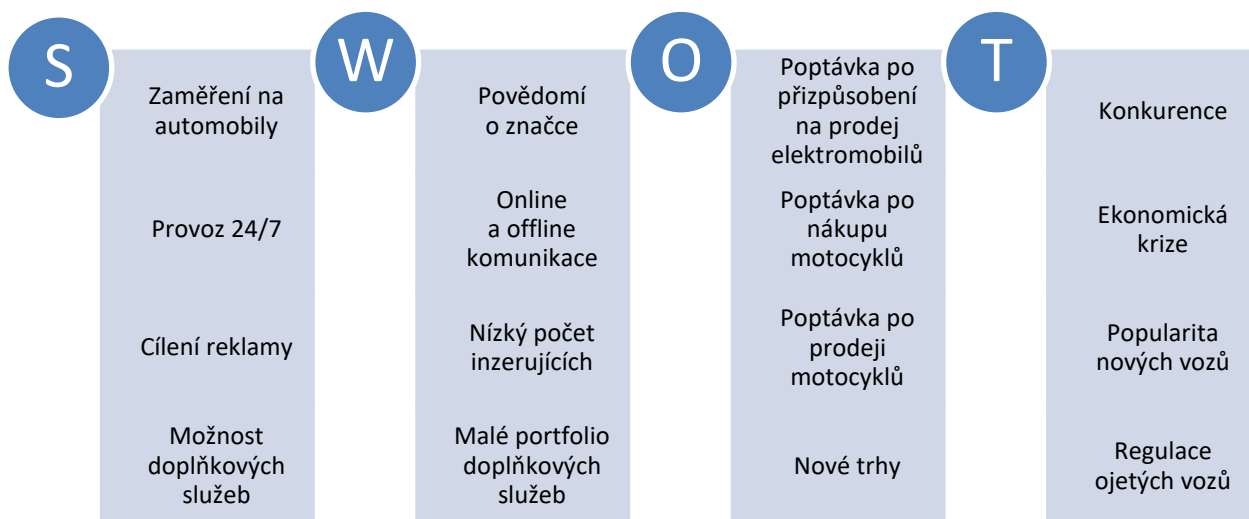 S
Zaměření na
automobily
Provoz 24/7
Cílení reklamy
Možnost
doplňkových
služeb
W
Povědomí
o značce
Online
a offline
komunikace
Nízký počet
inzerujících
Malé portfolio
doplňkových
služeb
O
Poptávka po
přizpůsobení
na prodej
elektromobilů
Poptávka po
nákupu
motocyklů
Poptávka po
prodeji
motocyklů
Nové trhy
T
Konkurence
Ekonomická
krize
Popularita
nových vozů
Regulace
ojetých vozů